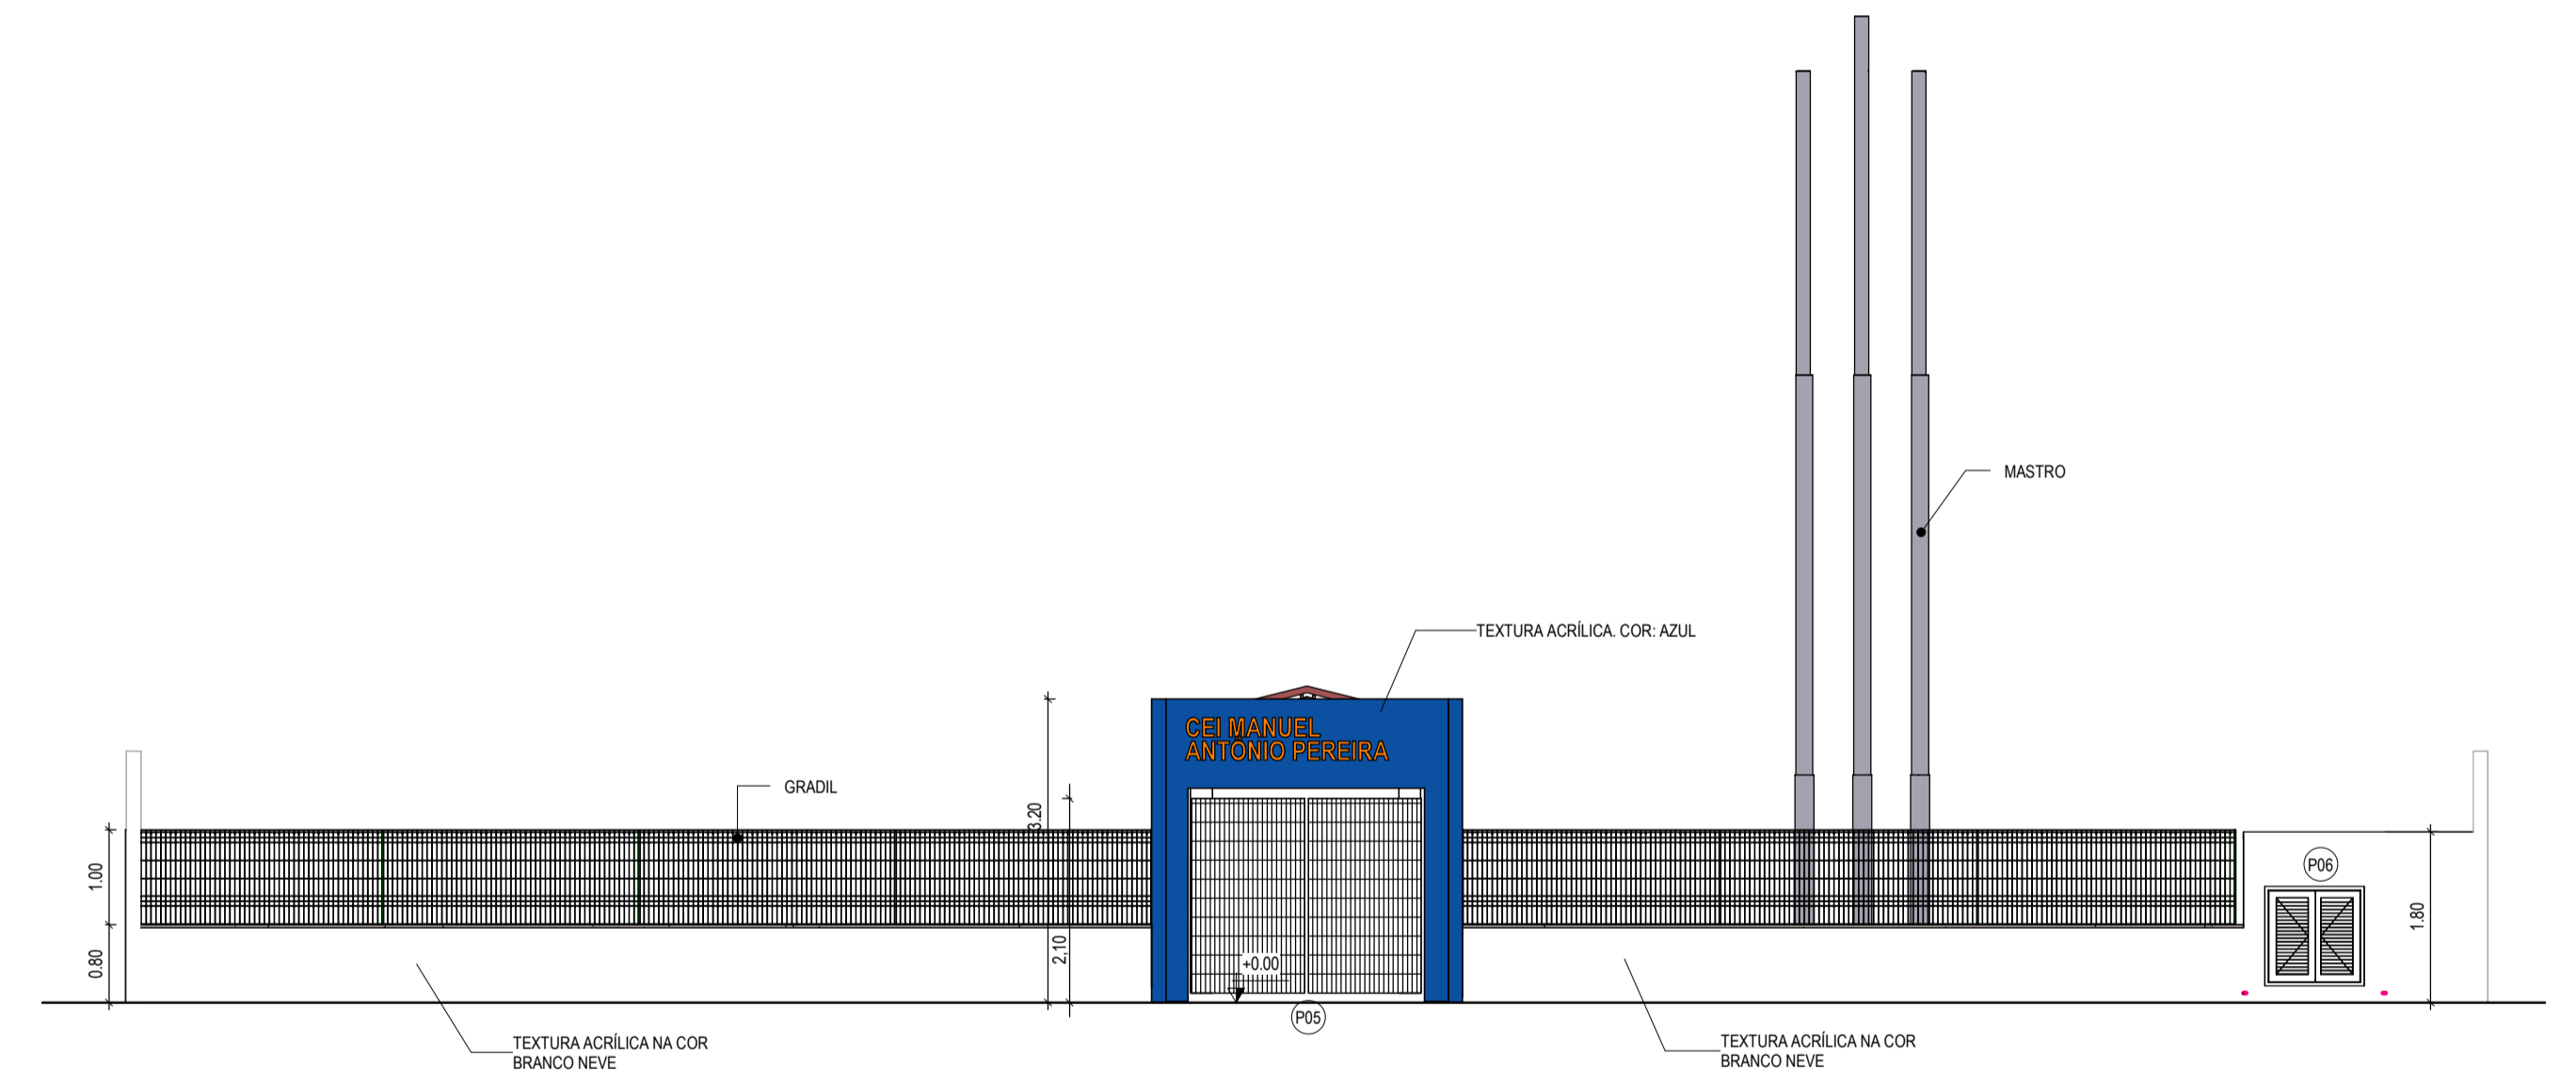 MASTRO
TEXTURA ACRÍLICA. COR: AZUL
CEI MANUEL
ANTÔNIO PEREIRA
GRADIL
3.20
2,10
1.00
0.80
+0.00
P05
P06
1.80
TEXTURA ACRÍLICA NA COR
BRANCO NEVE
TEXTURA ACRÍLICA NA COR
BRANCO NEVE